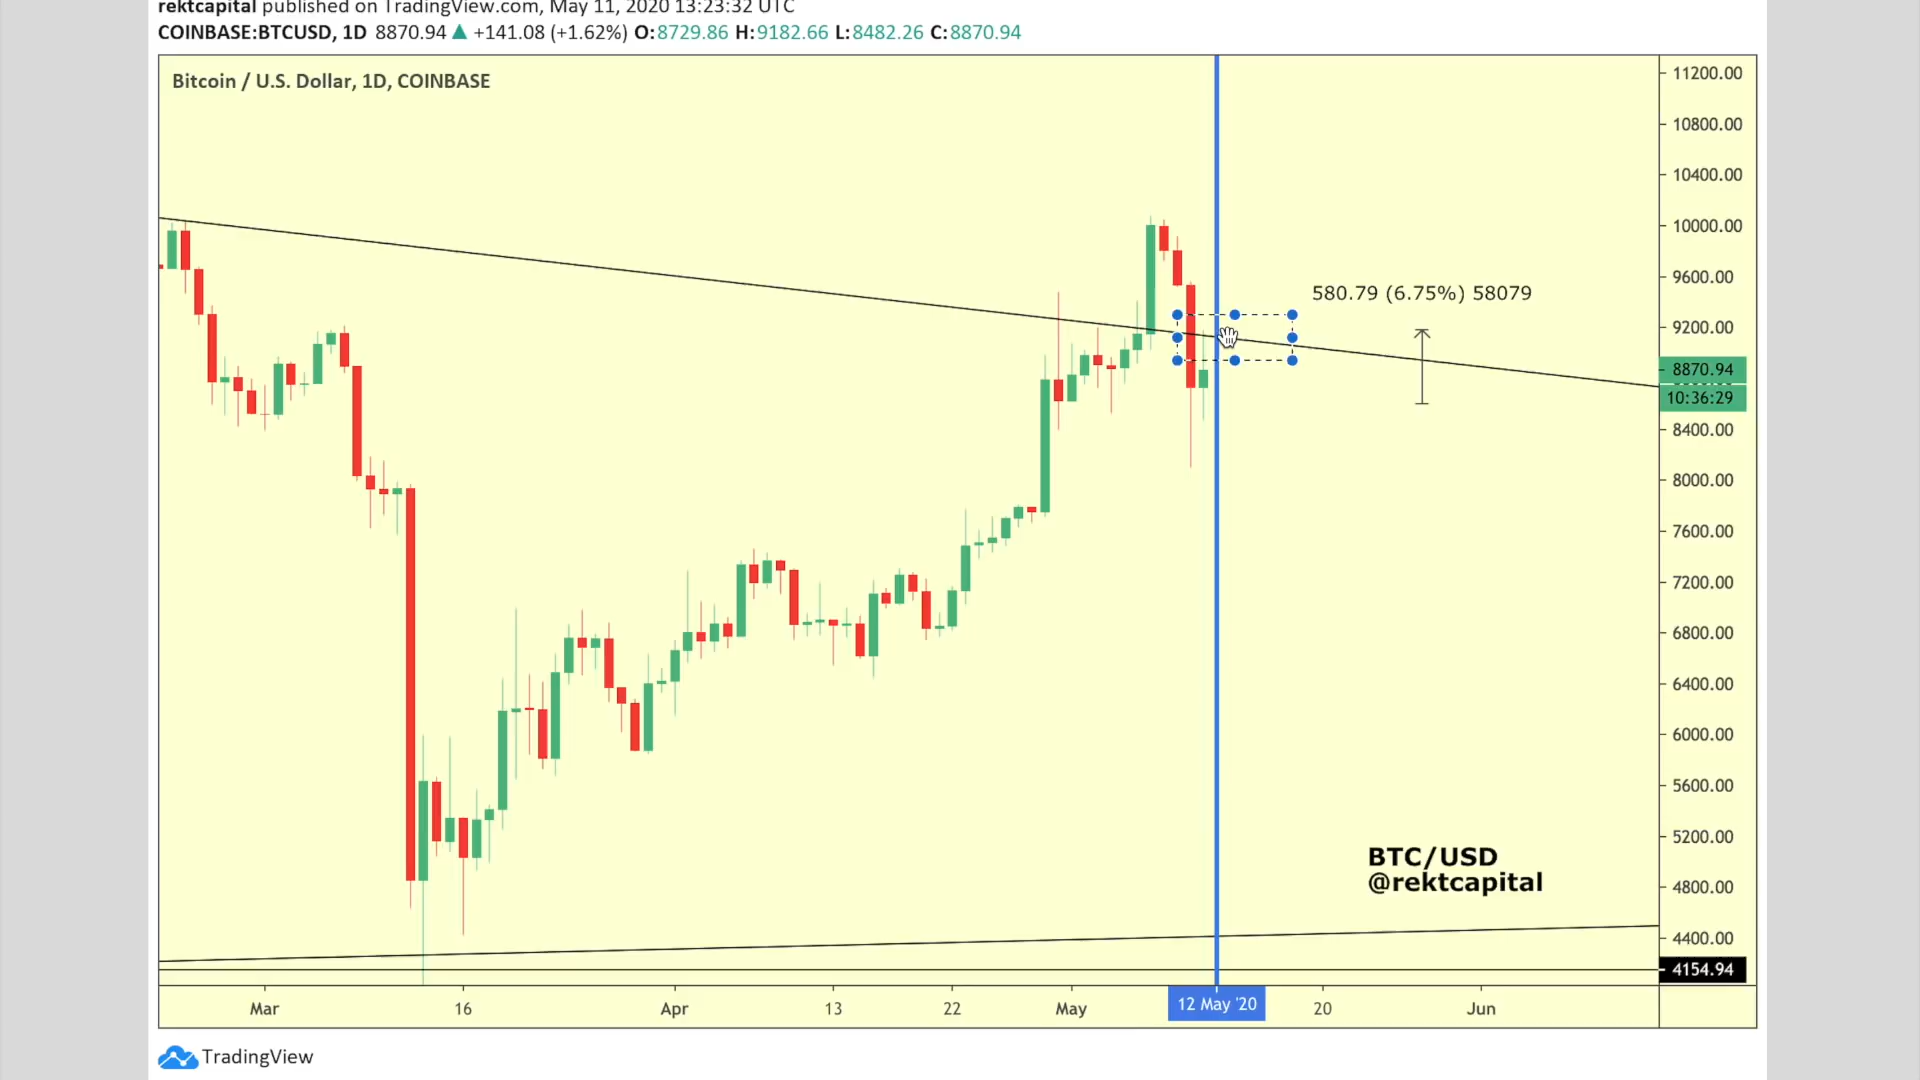 rektcapital published on TradingView.com, May 11, 2020 13:23:32 UTC
COINBASE:BTCUSD, 1D 8870.94 ▲ +141.08 (+1.62%) O:8729.86 H:9182.66 L:8482.26 C:8870.94
Bitcoin / U.S. Dollar, 1D, COINBASE
11200.00
10800.00
10400.00
10000.00
9600.00
580.79 (6.75%) 58079
9200.00
8870.94
10:36:29
8400.00
8000.00
7600.00
7200.00
6800.00
6400.00
6000.00
5600.00
5200.00
BTC/USD
@rektcapital
4800.00
4400.00
4154.94
Mar 16 Apr 13 22 May 12 May '20 20 Jun
TradingView